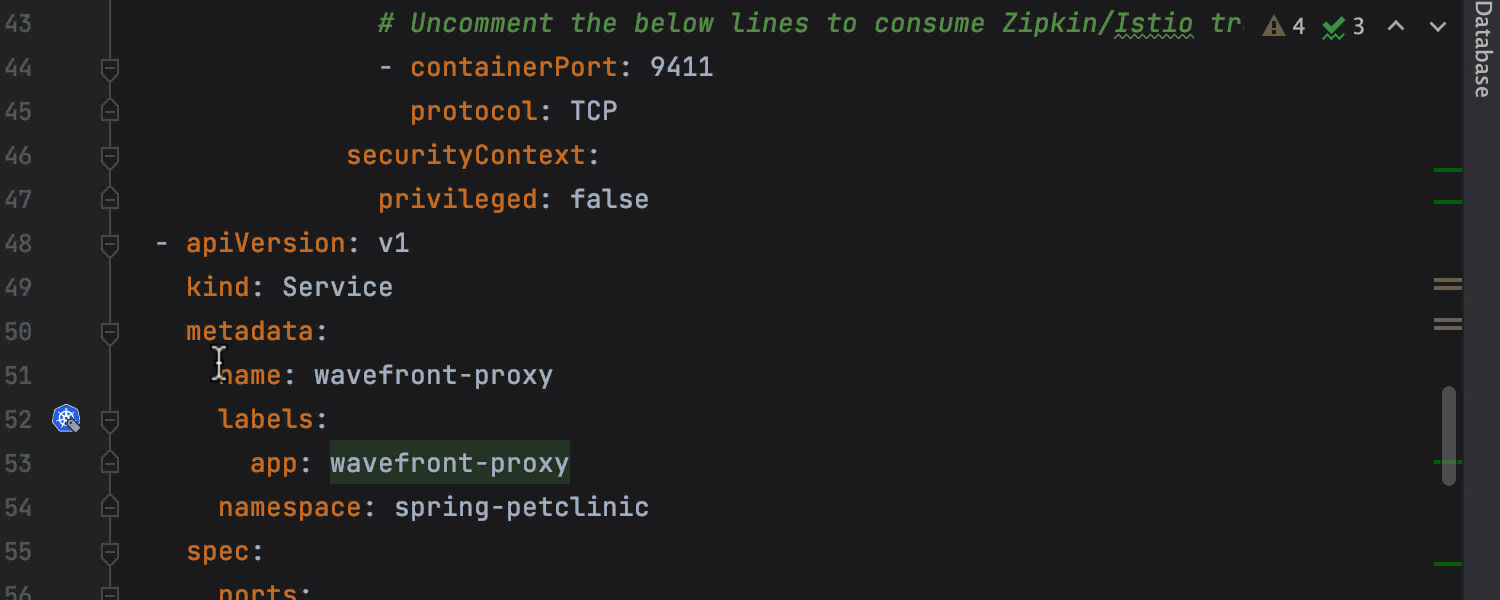 43 # Uncomment the below lines to consume Zipkin/Istio tr 4 3
44 - containerPort: 9411
45 protocol: TCP
46 securityContext:
47 privileged: false
48 - apiVersion: v1
49 kind: Service
50 metadata:
51 name: wavefront-proxy
52 labels:
53 app: wavefront-proxy
54 namespace: spring-petclinic
55 spec:
56 ports:
Database